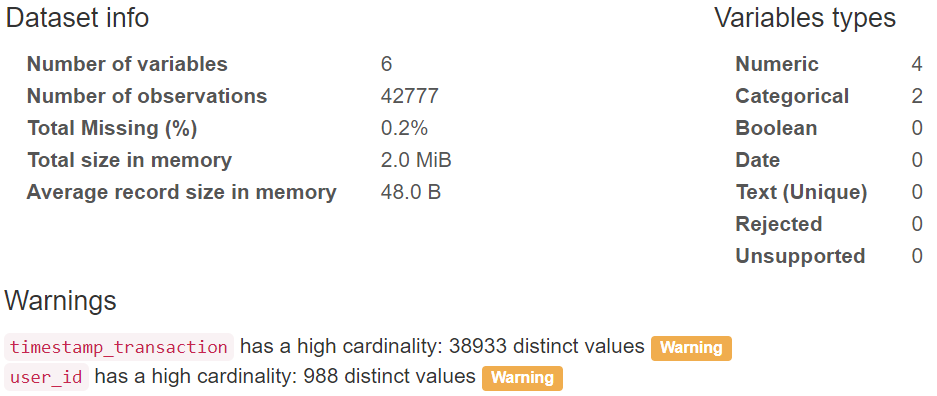 Dataset info
Number of variables 6
Number of observations 42777
Total Missing (%) 0.2%
Total size in memory 2.0 MiB
Average record size in memory 48.0 B
Variables types
Numeric 4
Categorical 2
Boolean 0
Date 0
Text (Unique) 0
Rejected 0
Unsupported 0
Warnings
timestamp_transaction has a high cardinality: 38933 distinct values Warning
user_id has a high cardinality: 988 distinct values Warning